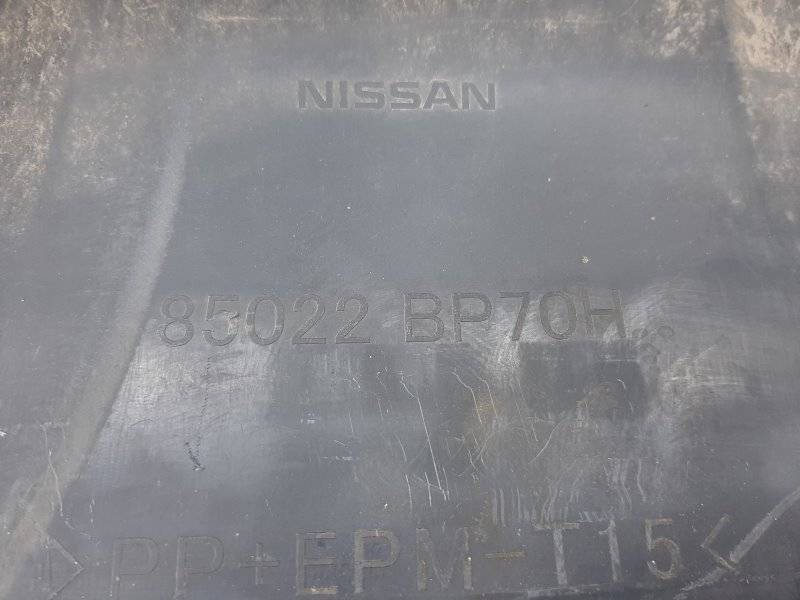 NISSAN
85022 BP70H
>PP+EPM-T15<